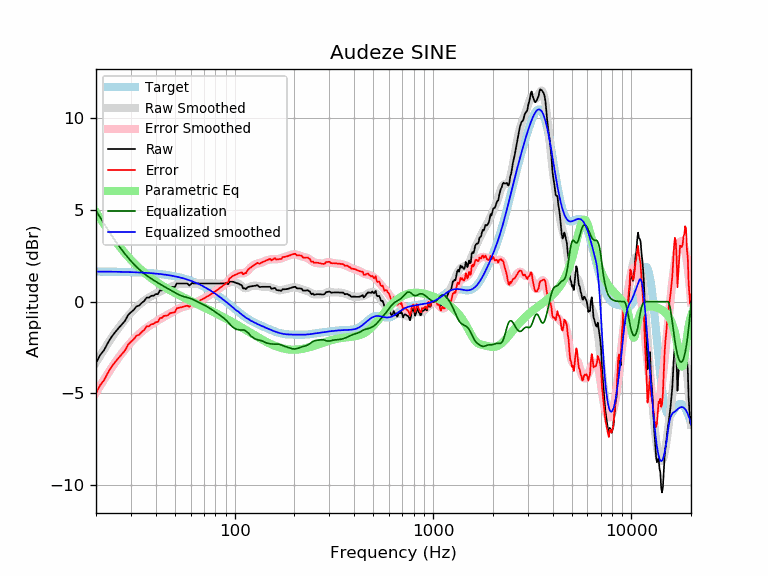 Audeze SINE
Target
Raw Smoothed
Error Smoothed
Raw
Error
Parametric Eq
Equalization
Equalized smoothed
10
5
0
−5
−10
Amplitude (dBr)
100
1000
10000
Frequency (Hz)